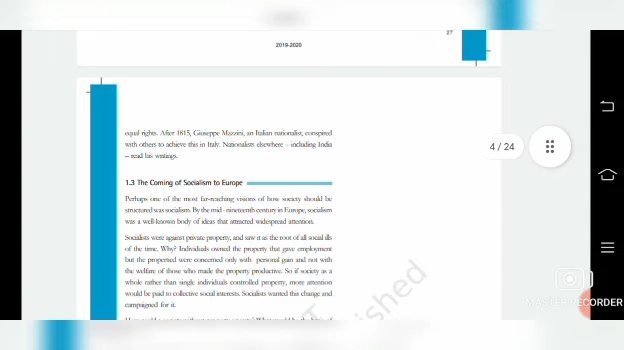 27
2019-2020
equal rights. After 1815, Giuseppe Mazzini, an Italian nationalist, conspired
with others to achieve this in Italy. Nationalists elsewhere – including India
– read his writings.
4 / 24
1.3 The Coming of Socialism to Europe
Perhaps one of the most far-reaching visions of how society should be
structured was socialism. By the mid - nineteenth century in Europe, socialism
was a well-known body of ideas that attracted widespread attention.
Socialists were against private property, and saw it as the root of all social ills
of the time. Why? Individuals owned the property that gave employment
but the propertied were concerned only with personal gain and not with
the welfare of those who made the property productive. So if society as a
whole rather than single individuals controlled property, more attention
would be paid to collective social interests. Socialists wanted this change and
campaigned for it.